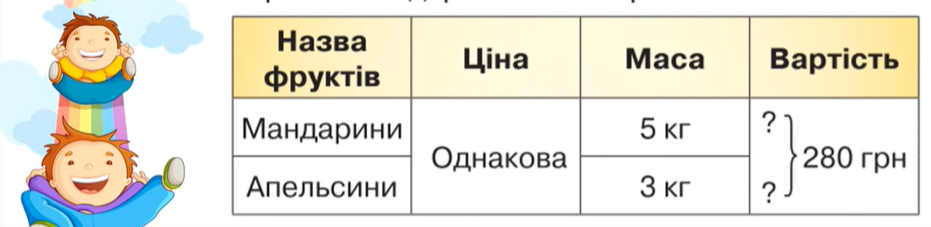 Назва фруктів
Ціна
Маса
Вартість
Мандарини
Однакова
5 кг
?
280 грн
Апельсини
3 кг
?